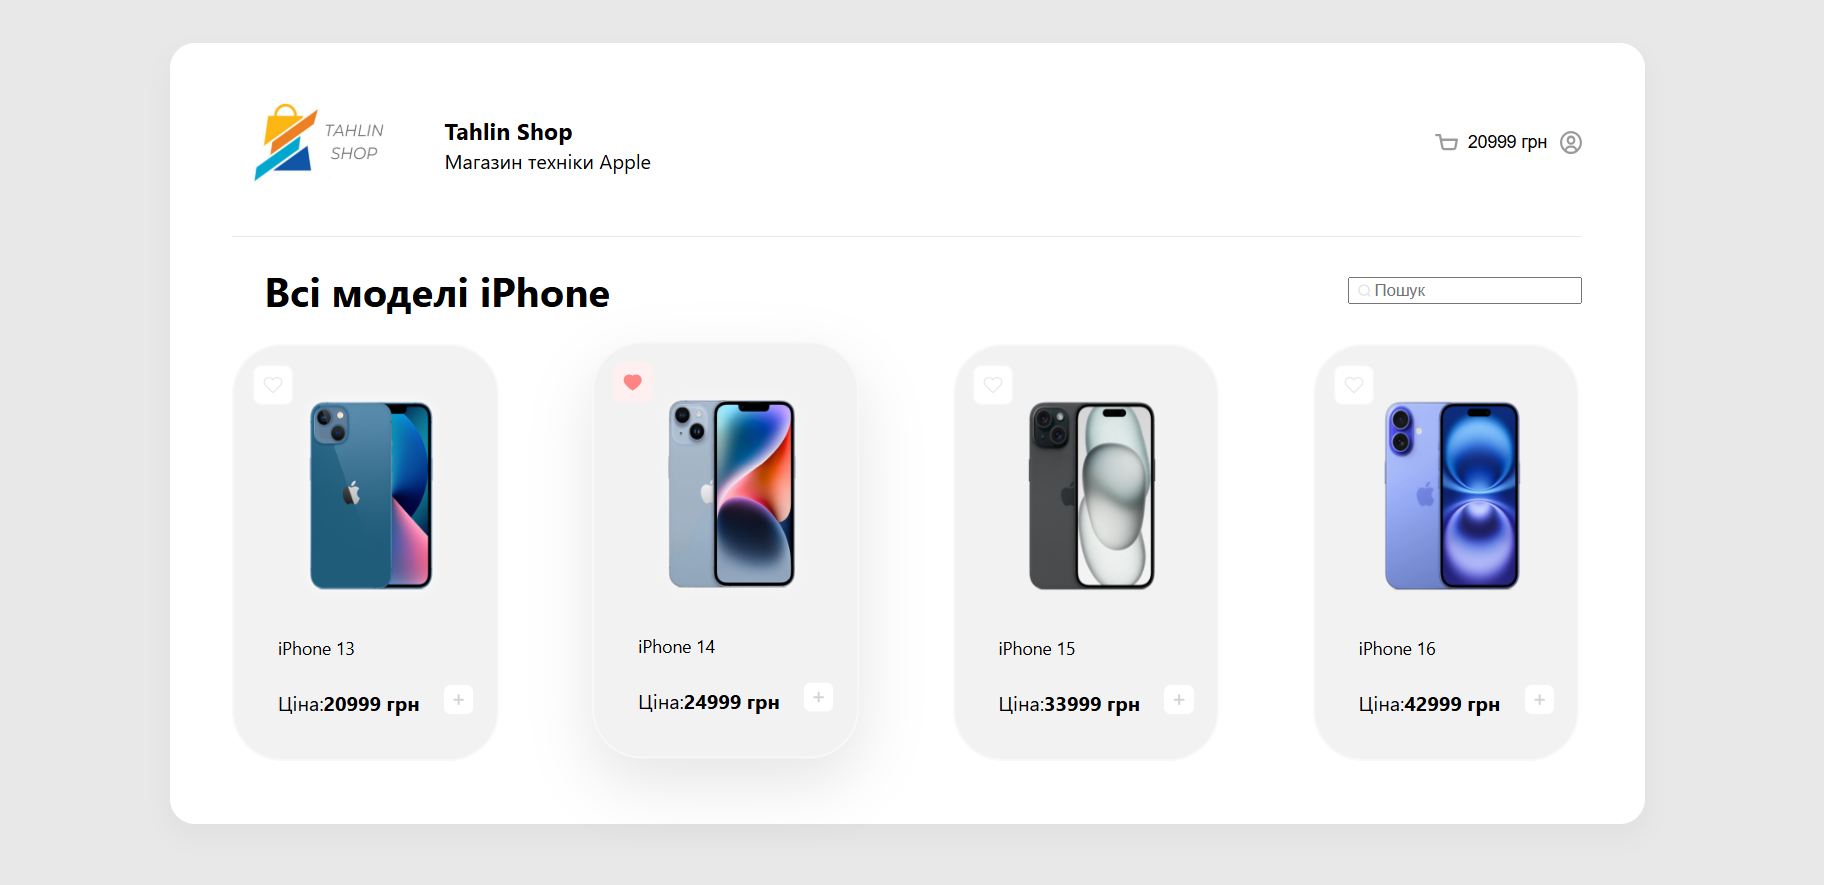 TAHLIN
SHOP
Tahlin Shop
Магазин техніки Apple
20999 грн
Всі моделі iPhone
Пошук
iPhone 13
Ціна:20999 грн
+
iPhone 14
Ціна:24999 грн
+
iPhone 15
Ціна:33999 грн
+
iPhone 16
Ціна:42999 грн
+